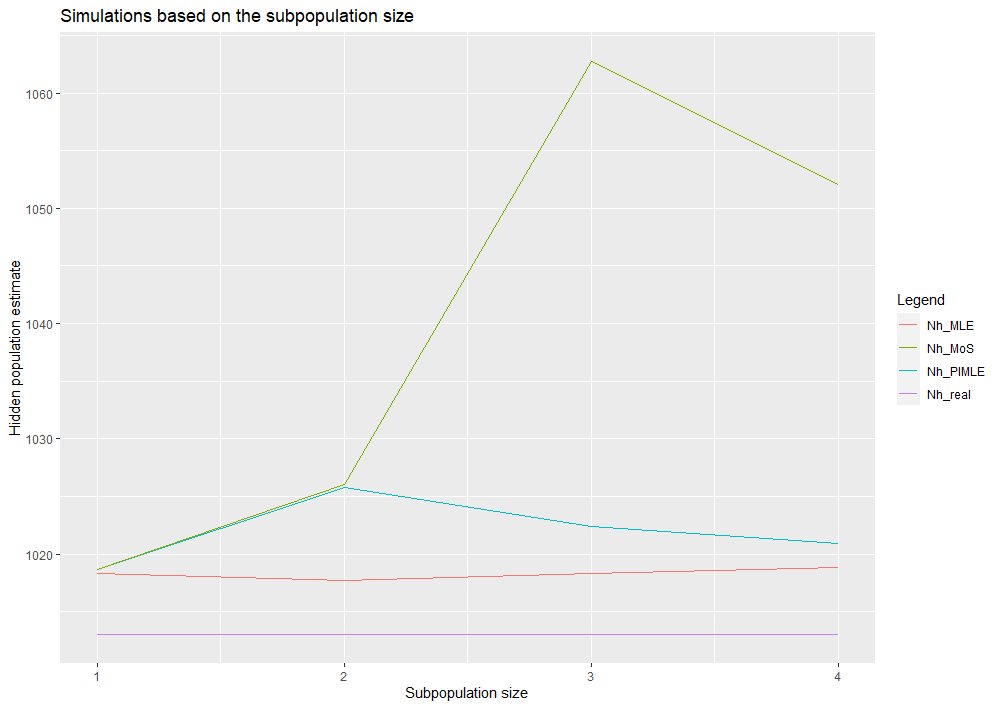 Simulations based on the subpopulation size
Hidden population estimate
1060
1050
1040
1030
1020
1
2
3
4
Subpopulation size
Legend
Nh_MLE
Nh_MoS
Nh_PIMLE
Nh_real